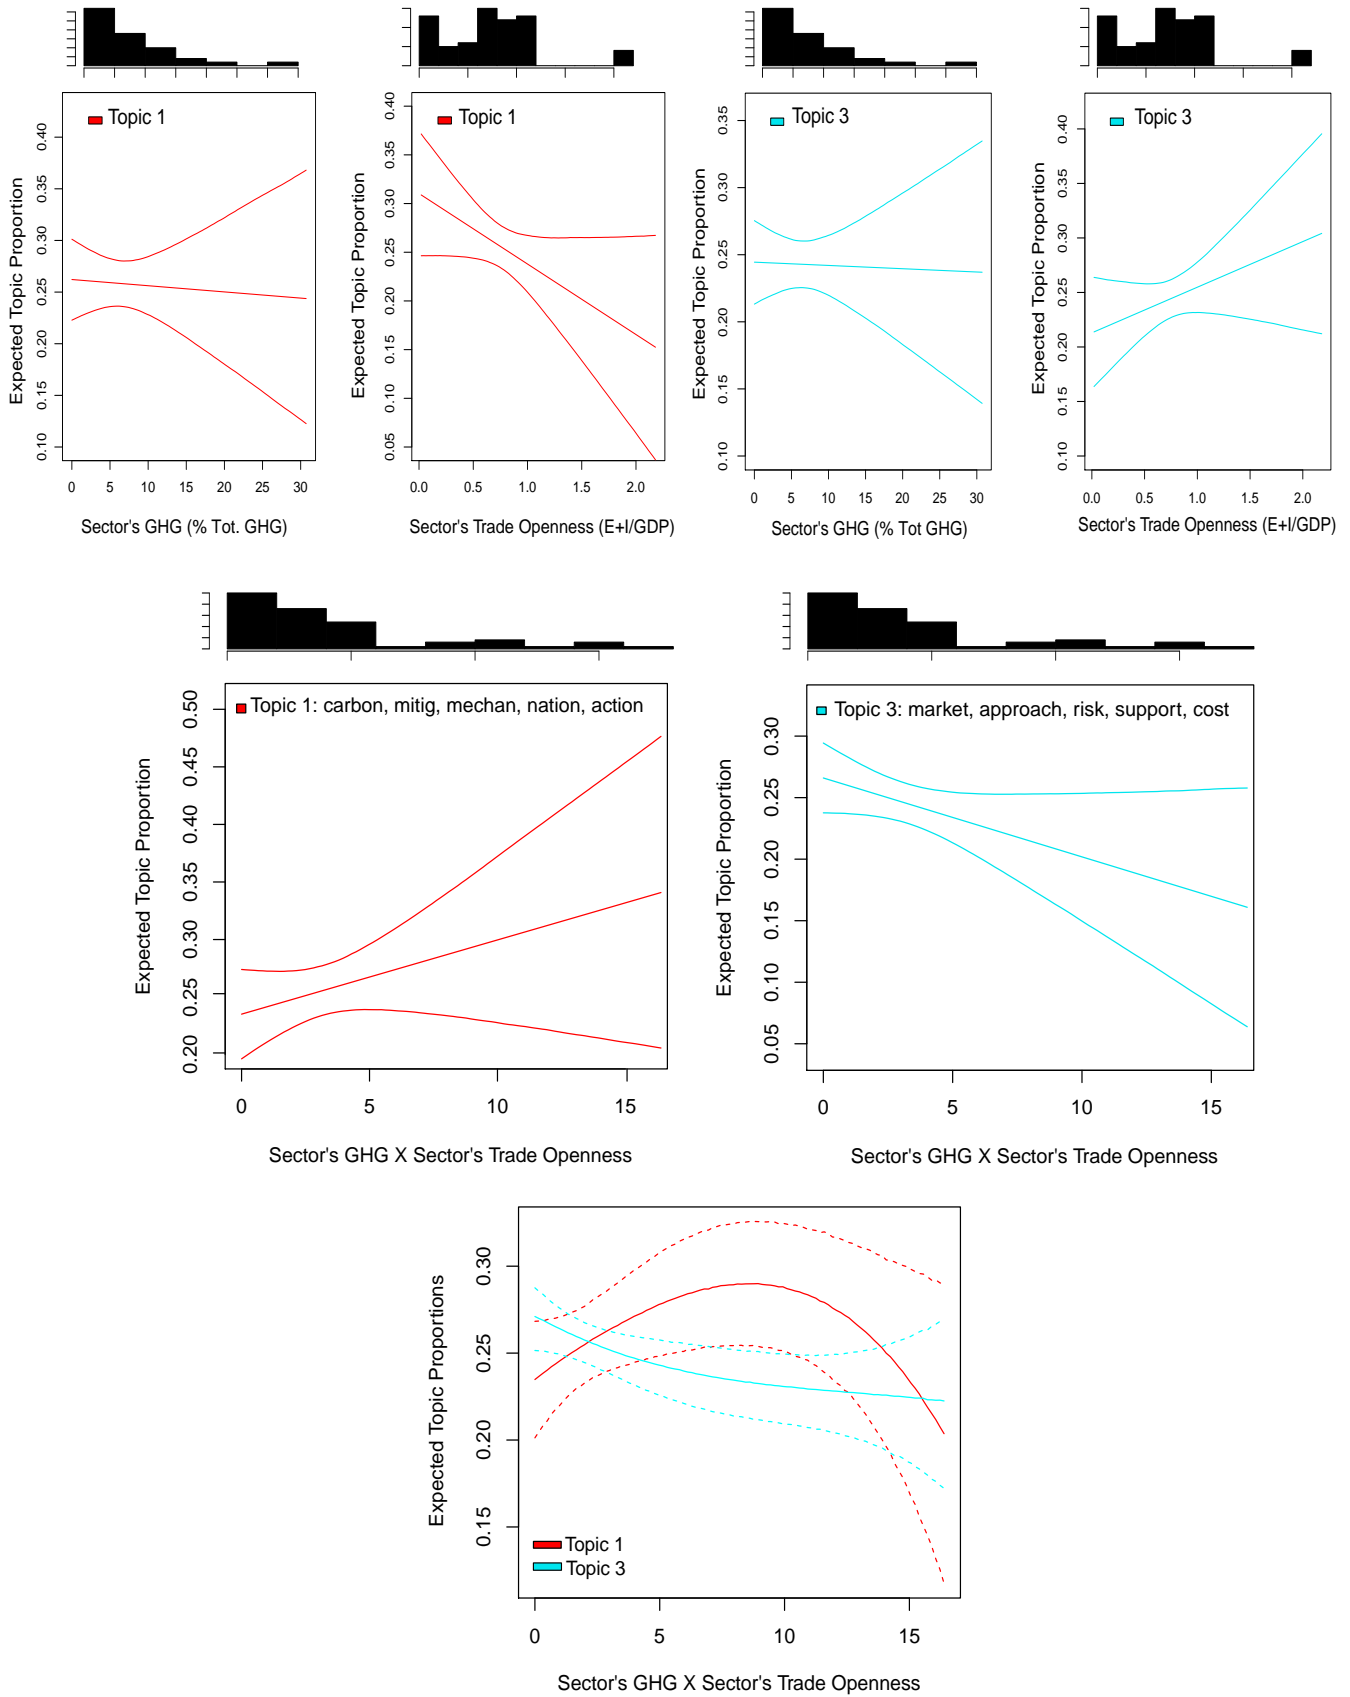 Topic 1
Expected Topic Proportion
0.10 0.15 0.20 0.25 0.30 0.35 0.40
0 5 10 15 20 25 30
Sector's GHG (% Tot. GHG)
Topic 1
Expected Topic Proportion
0.05 0.10 0.15 0.20 0.25 0.30 0.35 0.40
0.0 0.5 1.0 1.5 2.0
Sector's Trade Openness (E+I/GDP)
Topic 3
Expected Topic Proportion
0.10 0.15 0.20 0.25 0.30 0.35
0 5 10 15 20 25 30
Sector's GHG (% Tot GHG)
Topic 3
Expected Topic Proportion
0.10 0.15 0.20 0.25 0.30 0.35 0.40
0.0 0.5 1.0 1.5 2.0
Sector's Trade Openness (E+I/GDP)
Topic 1: carbon, mitig, mechan, nation, action
Expected Topic Proportion
0.20 0.25 0.30 0.35 0.40 0.45 0.50
0 5 10 15
Sector's GHG X Sector's Trade Openness
Topic 3: market, approach, risk, support, cost
Expected Topic Proportion
0.05 0.10 0.15 0.20 0.25 0.30
0 5 10 15
Sector's GHG X Sector's Trade Openness
Expected Topic Proportions
0.15 0.20 0.25 0.30
Topic 1
Topic 3
0 5 10 15
Sector's GHG X Sector's Trade Openness